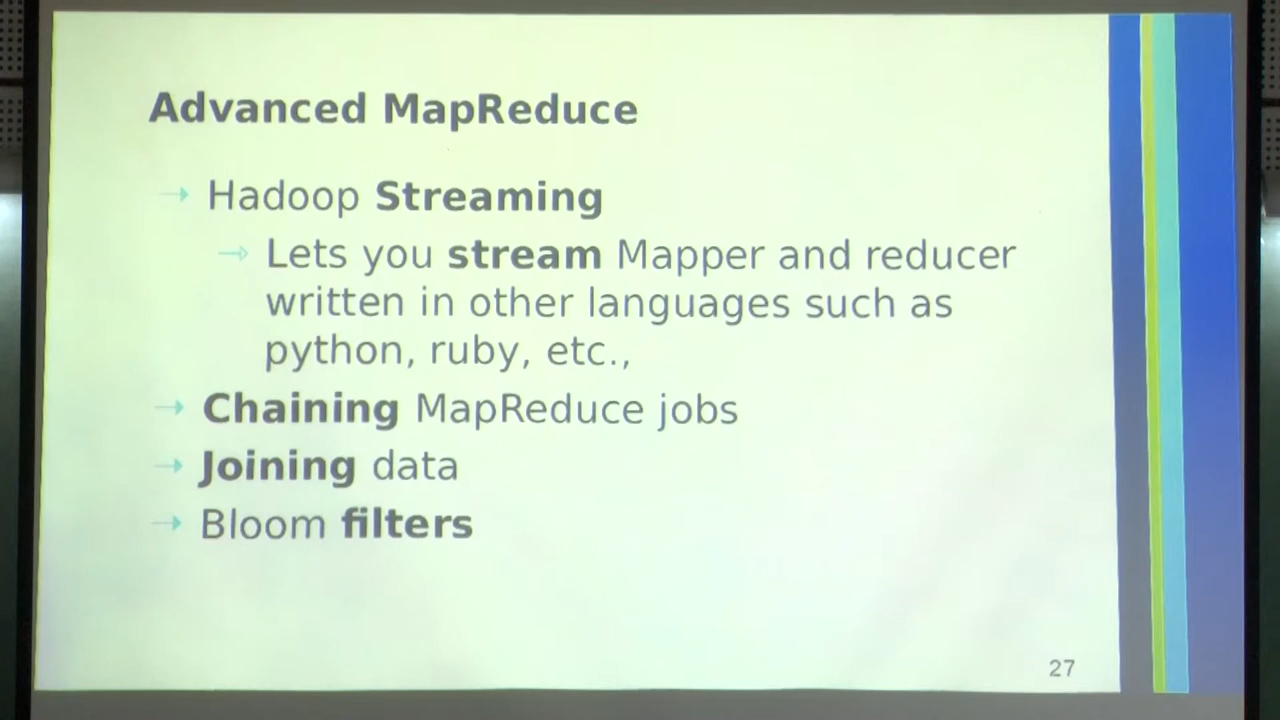 Advanced MapReduce
→ Hadoop Streaming
→ Lets you stream Mapper and reducer
written in other languages such as
python, ruby, etc.,
→ Chaining MapReduce jobs
→ Joining data
→ Bloom filters
27